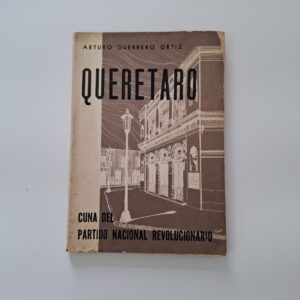 ARTURO GUERRERO ORTIZ
QUERETARO
CUNA DEL
PARTIDO NACIONAL REVOLUCIONARIO